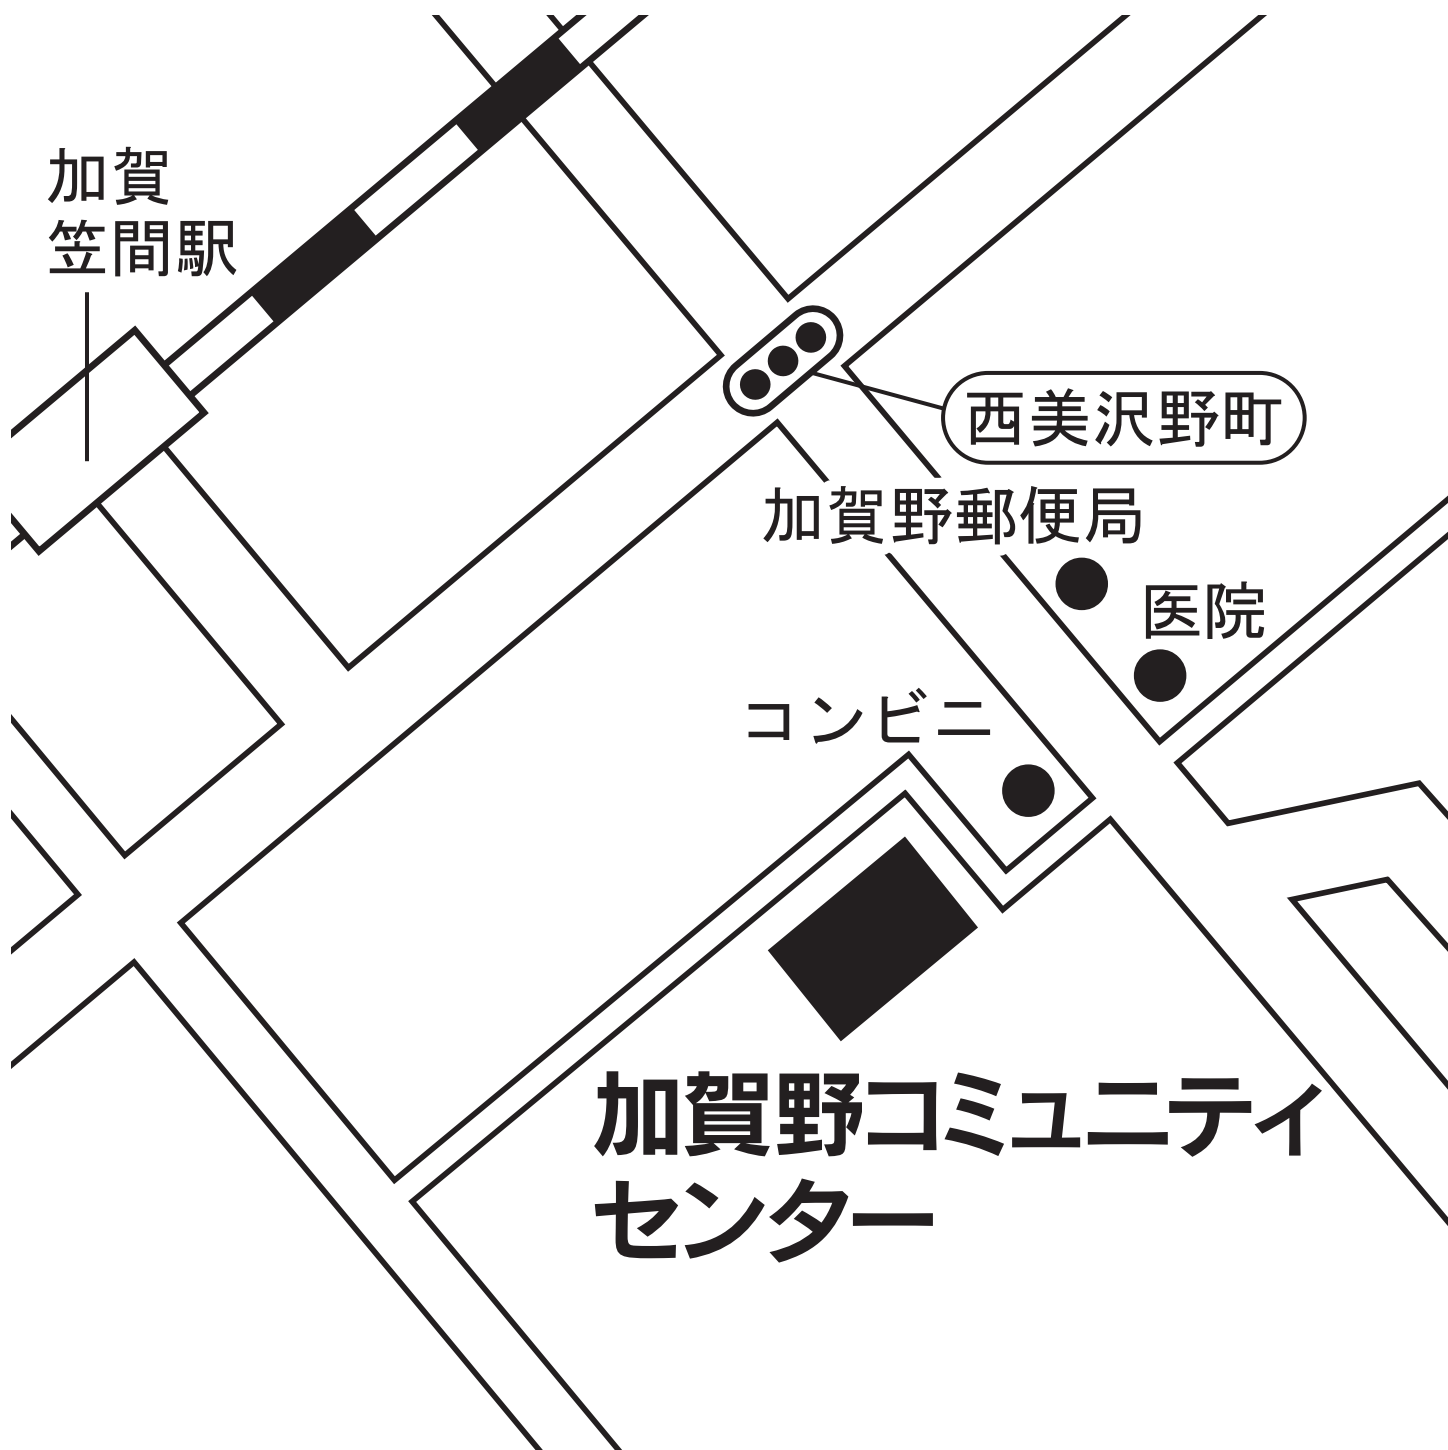 加賀
笠間駅
西美沢野町
加賀野郵便局
医院
コンビニ
加賀野コミュニティ
センター